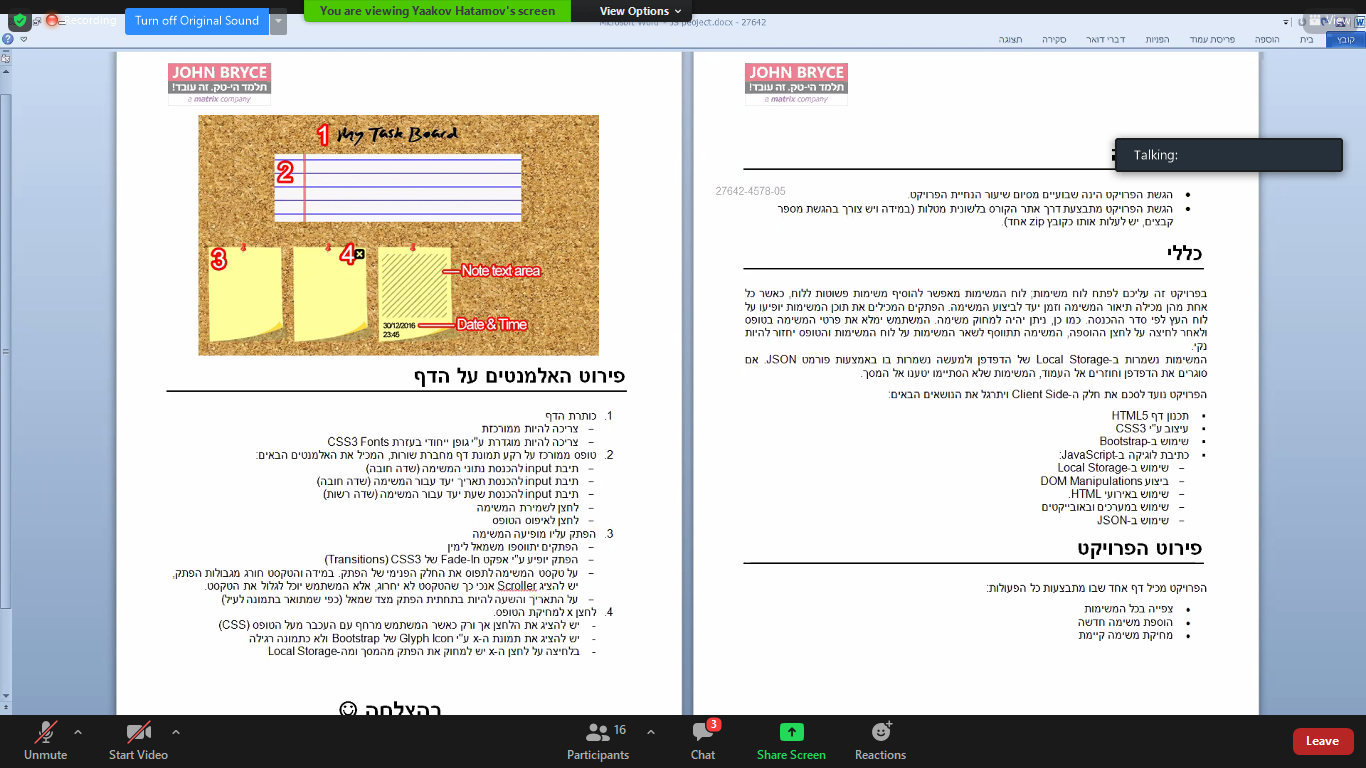 Recording
Turn off Original Sound
You are viewing Yaakov Hatamov's screen
View Options
Microsoft Word - JS peoject.docx - 27642
View
קובץ
בית
הוספה
פריסת עמוד
הפניות
דברי דואר
סקירה
תצוגה
JOHN BRYCE
תלמד הי-טק. זה עובד!
a matrix company
Talking:
27642-4578-05
הגשת הפרויקט הינה שבועיים מסיום שיעור הנחיית הפרויקט.
הגשת הפרויקט מתבצעת דרך אתר הקורס בלשונית מטלות (במידה ויש צורך בהגשת מספר
קבצים, יש לעלות אותו כקובץ zip אחד).
כללי
בפרויקט זה עליכם לפתח לוח משימות; לוח המשימות מאפשר להוסיף משימות פשוטות ללוח, כאשר כל
אחת מהן מכילה תיאור המשימה וזמן יעד לביצוע המשימה. הפתקים המכילים את תוכן המשימות יופיעו על
לוח העץ לפי סדר ההכנסה. כמו כן, ניתן יהיה למחוק משימה. המשתמש ימלא את פרטי המשימה בטופס
ולאחר לחיצה על לחצן ההוספה, המשימה תתווסף לשאר המשימות על לוח המשימות והטופס יחזור להיות
נקי.
המשימות נשמרות ב-Local Storage של הדפדפן ולמעשה נשמרות בו באמצעות פורמט JSON. אם
סוגרים את הדפדפן וחוזרים אל העמוד, המשימות שלא הסתיימו יטענו אל המסך.
הפרויקט נועד לסכם את חלק ה-Client Side ויתרגל את הנושאים הבאים:
תכנון דף HTML5
עיצוב ע"י CSS3
שימוש ב-Bootstrap
כתיבת לוגיקה ב-JavaScript:
– שימוש ב-Local Storage
– ביצוע DOM Manipulations
– שימוש באירועי HTML.
– שימוש במערכים ובאובייקטים
– שימוש ב-JSON
פירוט הפרויקט
הפרויקט מכיל דף אחד שבו מתבצעות כל הפעולות:
צפייה בכל המשימות
הוספת משימה חדשה
מחיקת משימה קיימת
JOHN BRYCE
תלמד הי-טק. זה עובד!
a matrix company
1 My Task Board
2
3
4
Note text area
30/12/2016
23:45
Date & Time
פירוט האלמנטים על הדף
1. כותרת הדף
– צריכה להיות ממורכזת
– צריכה להיות מוגדרת ע"י גופן ייחודי בעזרת CSS3 Fonts
2. טופס ממורכז על רקע תמונת דף מחברת שורות, המכיל את האלמנטים הבאים:
– תיבת input להכנסת נתוני המשימה (שדה חובה)
– תיבת input להכנסת תאריך יעד עבור המשימה (שדה חובה)
– תיבת input להכנסת שעת יעד עבור המשימה (שדה רשות)
– לחצן לשמירת המשימה
– לחצן לאיפוס הטופס
3. הפתק עליו מופיעה המשימה
– הפתקים יתווספו משמאל לימין
– הפתק יופיע ע"י אפקט Fade-In של CSS3 (Transitions)
– על טקסט המשימה לתפוס את החלק הפנימי של הפתק. במידה והטקסט חורג מגבולות הפתק,
יש להציג Scroller אנכי כך שהטקסט לא יחרוג, אלא המשתמש יוכל לגלול את הטקסט.
– על התאריך והשעה להיות בתחתית הפתק מצד שמאל (כפי שמתואר בתמונה לעיל)
4. לחצן x למחיקת הטופס.
- יש להציג את הלחצן אך ורק כאשר המשתמש מרחף עם העכבר מעל הטופס (CSS)
- יש להציג את תמונת ה-x ע"י Glyph Icon של Bootstrap ולא כתמונה רגילה
- בלחיצה על לחצן ה-x יש למחוק את הפתק מהמסך ומה-Local Storage
בהצלחה
Unmute
Start Video
16
Participants
3
Chat
Share Screen
Reactions
Leave